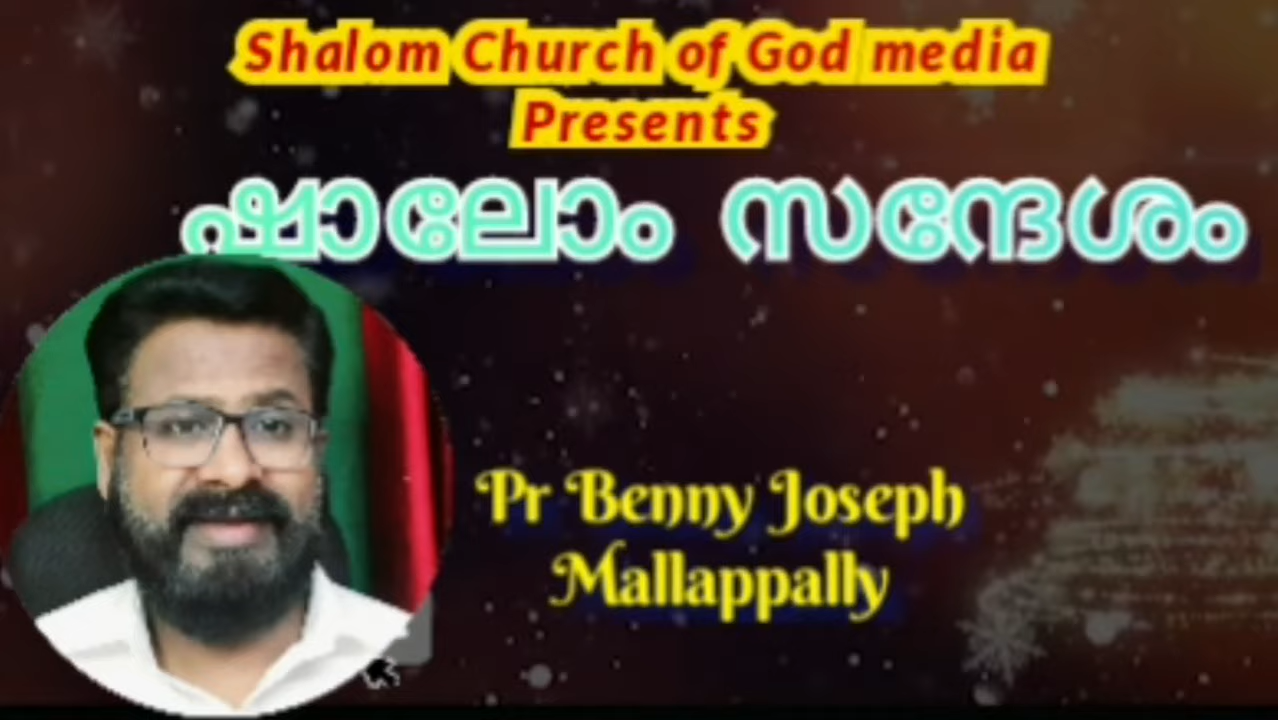 Shalom Church of God media
Presents
ഷാലോം സന്ദേശം
Pr Benny Joseph
Mallappally